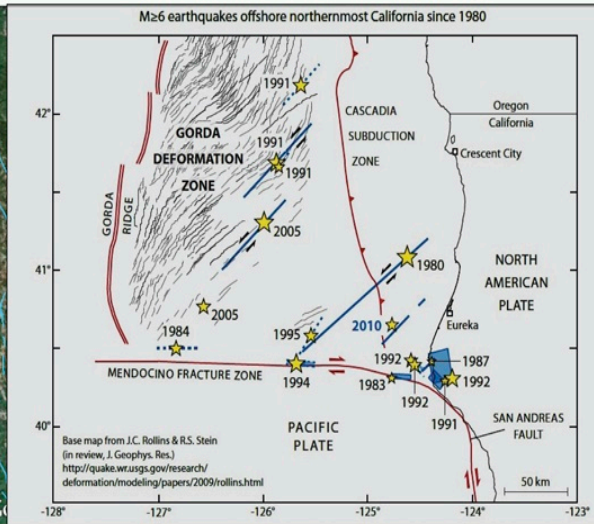 M≥6 earthquakes offshore northernmost California since 1980
42°
41°
40°
1991
GORDA
DEFORMATION
ZONE
1991
1991
2005
GORDA
RIDGE
2005
1984
CASCADIA
SUBDUCTION
ZONE
Oregon
California
Crescent City
1980
NORTH
AMERICAN
PLATE
2010
Eureka
1995
1994
MENDOCINO FRACTURE ZONE
1992
1983
1992
1987
1992
1991
SAN ANDREAS
FAULT
PACIFIC
PLATE
Base map from J.C. Rollins & R.S. Stein
(in review, J. Geophys. Res.)
http://quake.wr.usgs.gov/research/
deformation/modeling/papers/2009/rollins.html
50 km
-128°
-127°
-126°
-125°
-124°
-123°